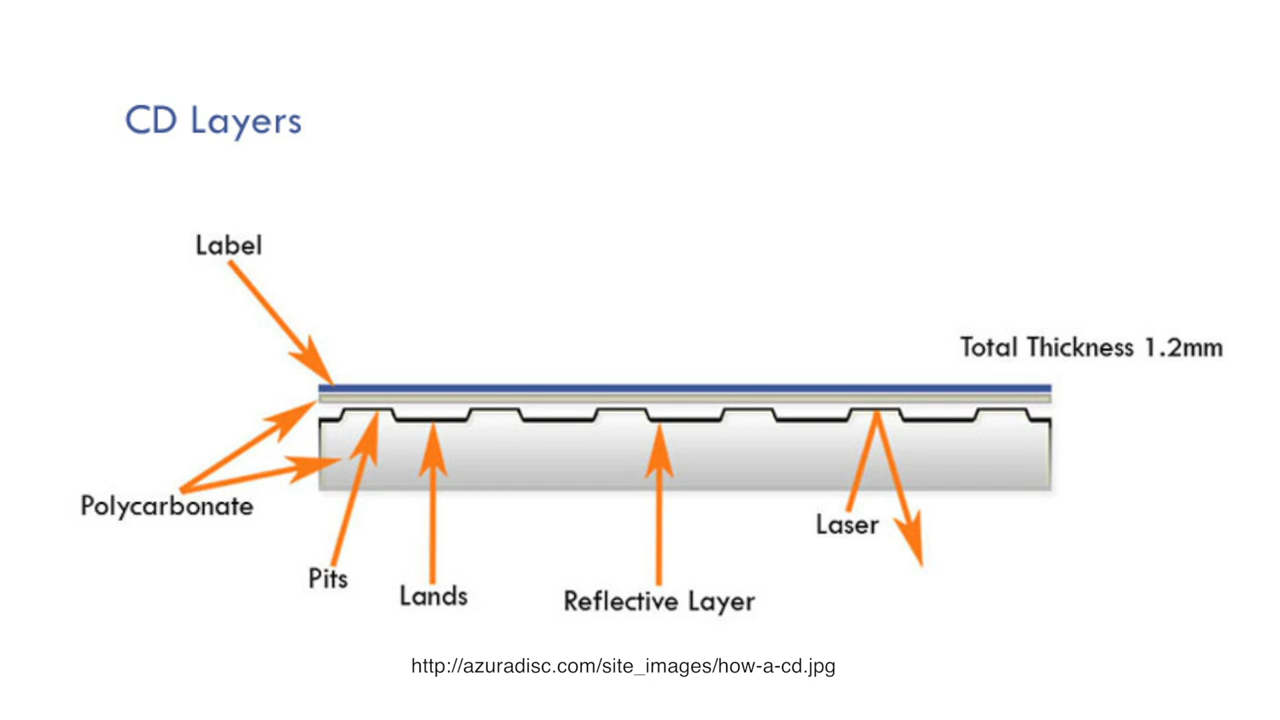 CD Layers
Label
Total Thickness 1.2mm
Polycarbonate
Laser
Pits
Lands
Reflective Layer
http://azuradisc.com/site_images/how-a-cd.jpg